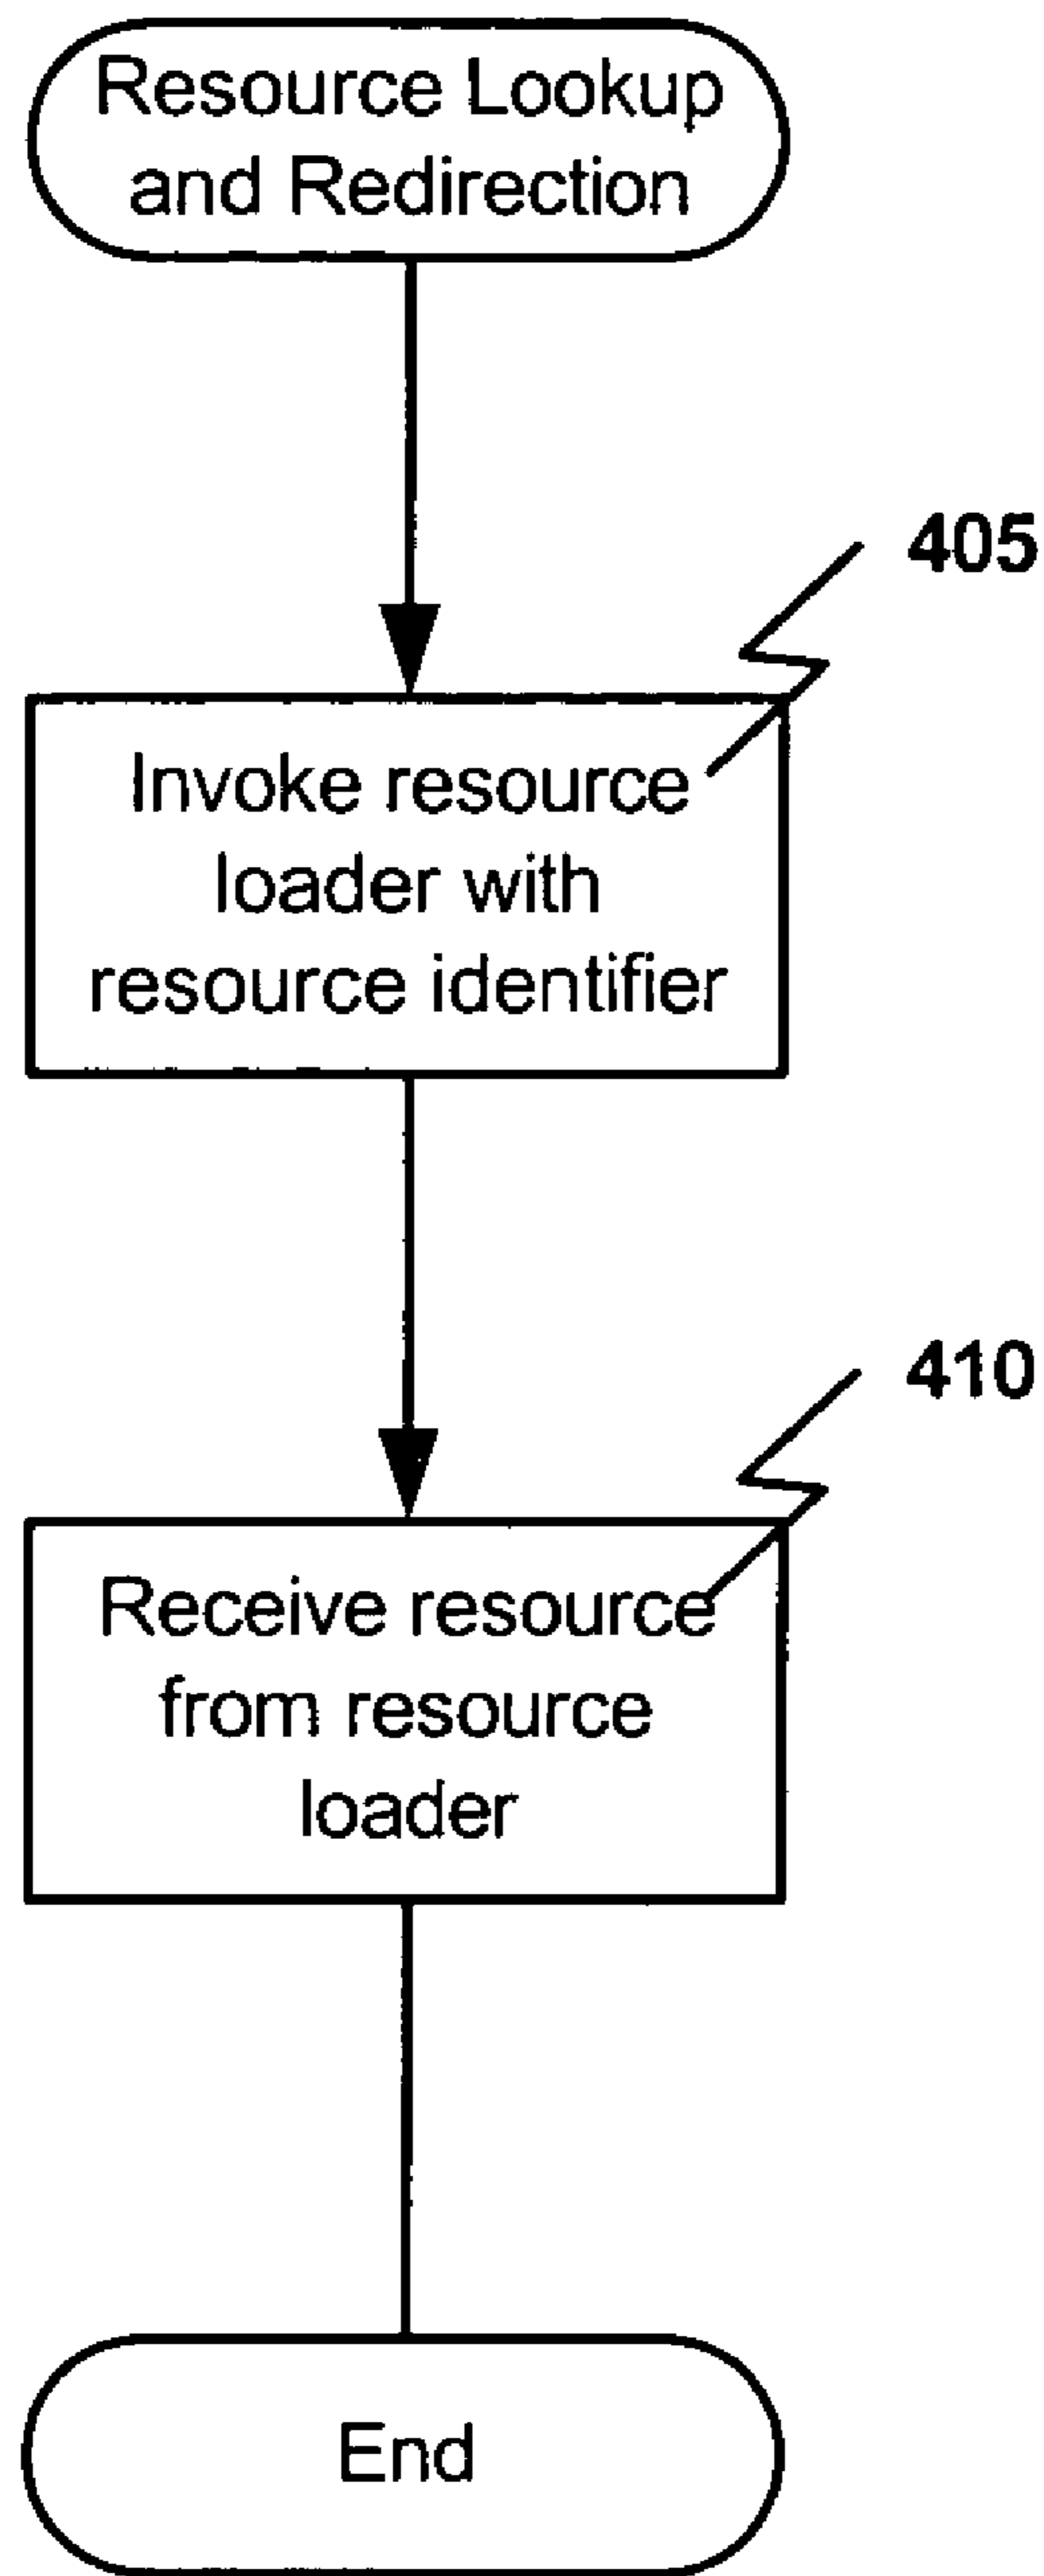 Resource Lookup
and Redirection
405
Invoke resource
loader with
resource identifier
410
Receive resource
from resource
loader
End